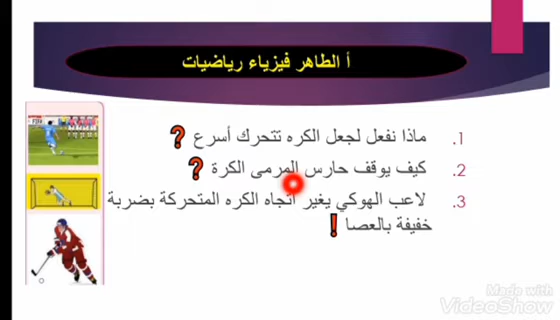 أ الطاهر فيزياء رياضيات
1. ماذا نفعل لجعل الكره تتحرك أسرع ?
2. كيف يوقف حارس المرمى الكرة ?
3. لاعب الهوكي يغير اتجاه الكره المتحركة بضربة
خفيفة بالعصا !
Made with
VideoShow